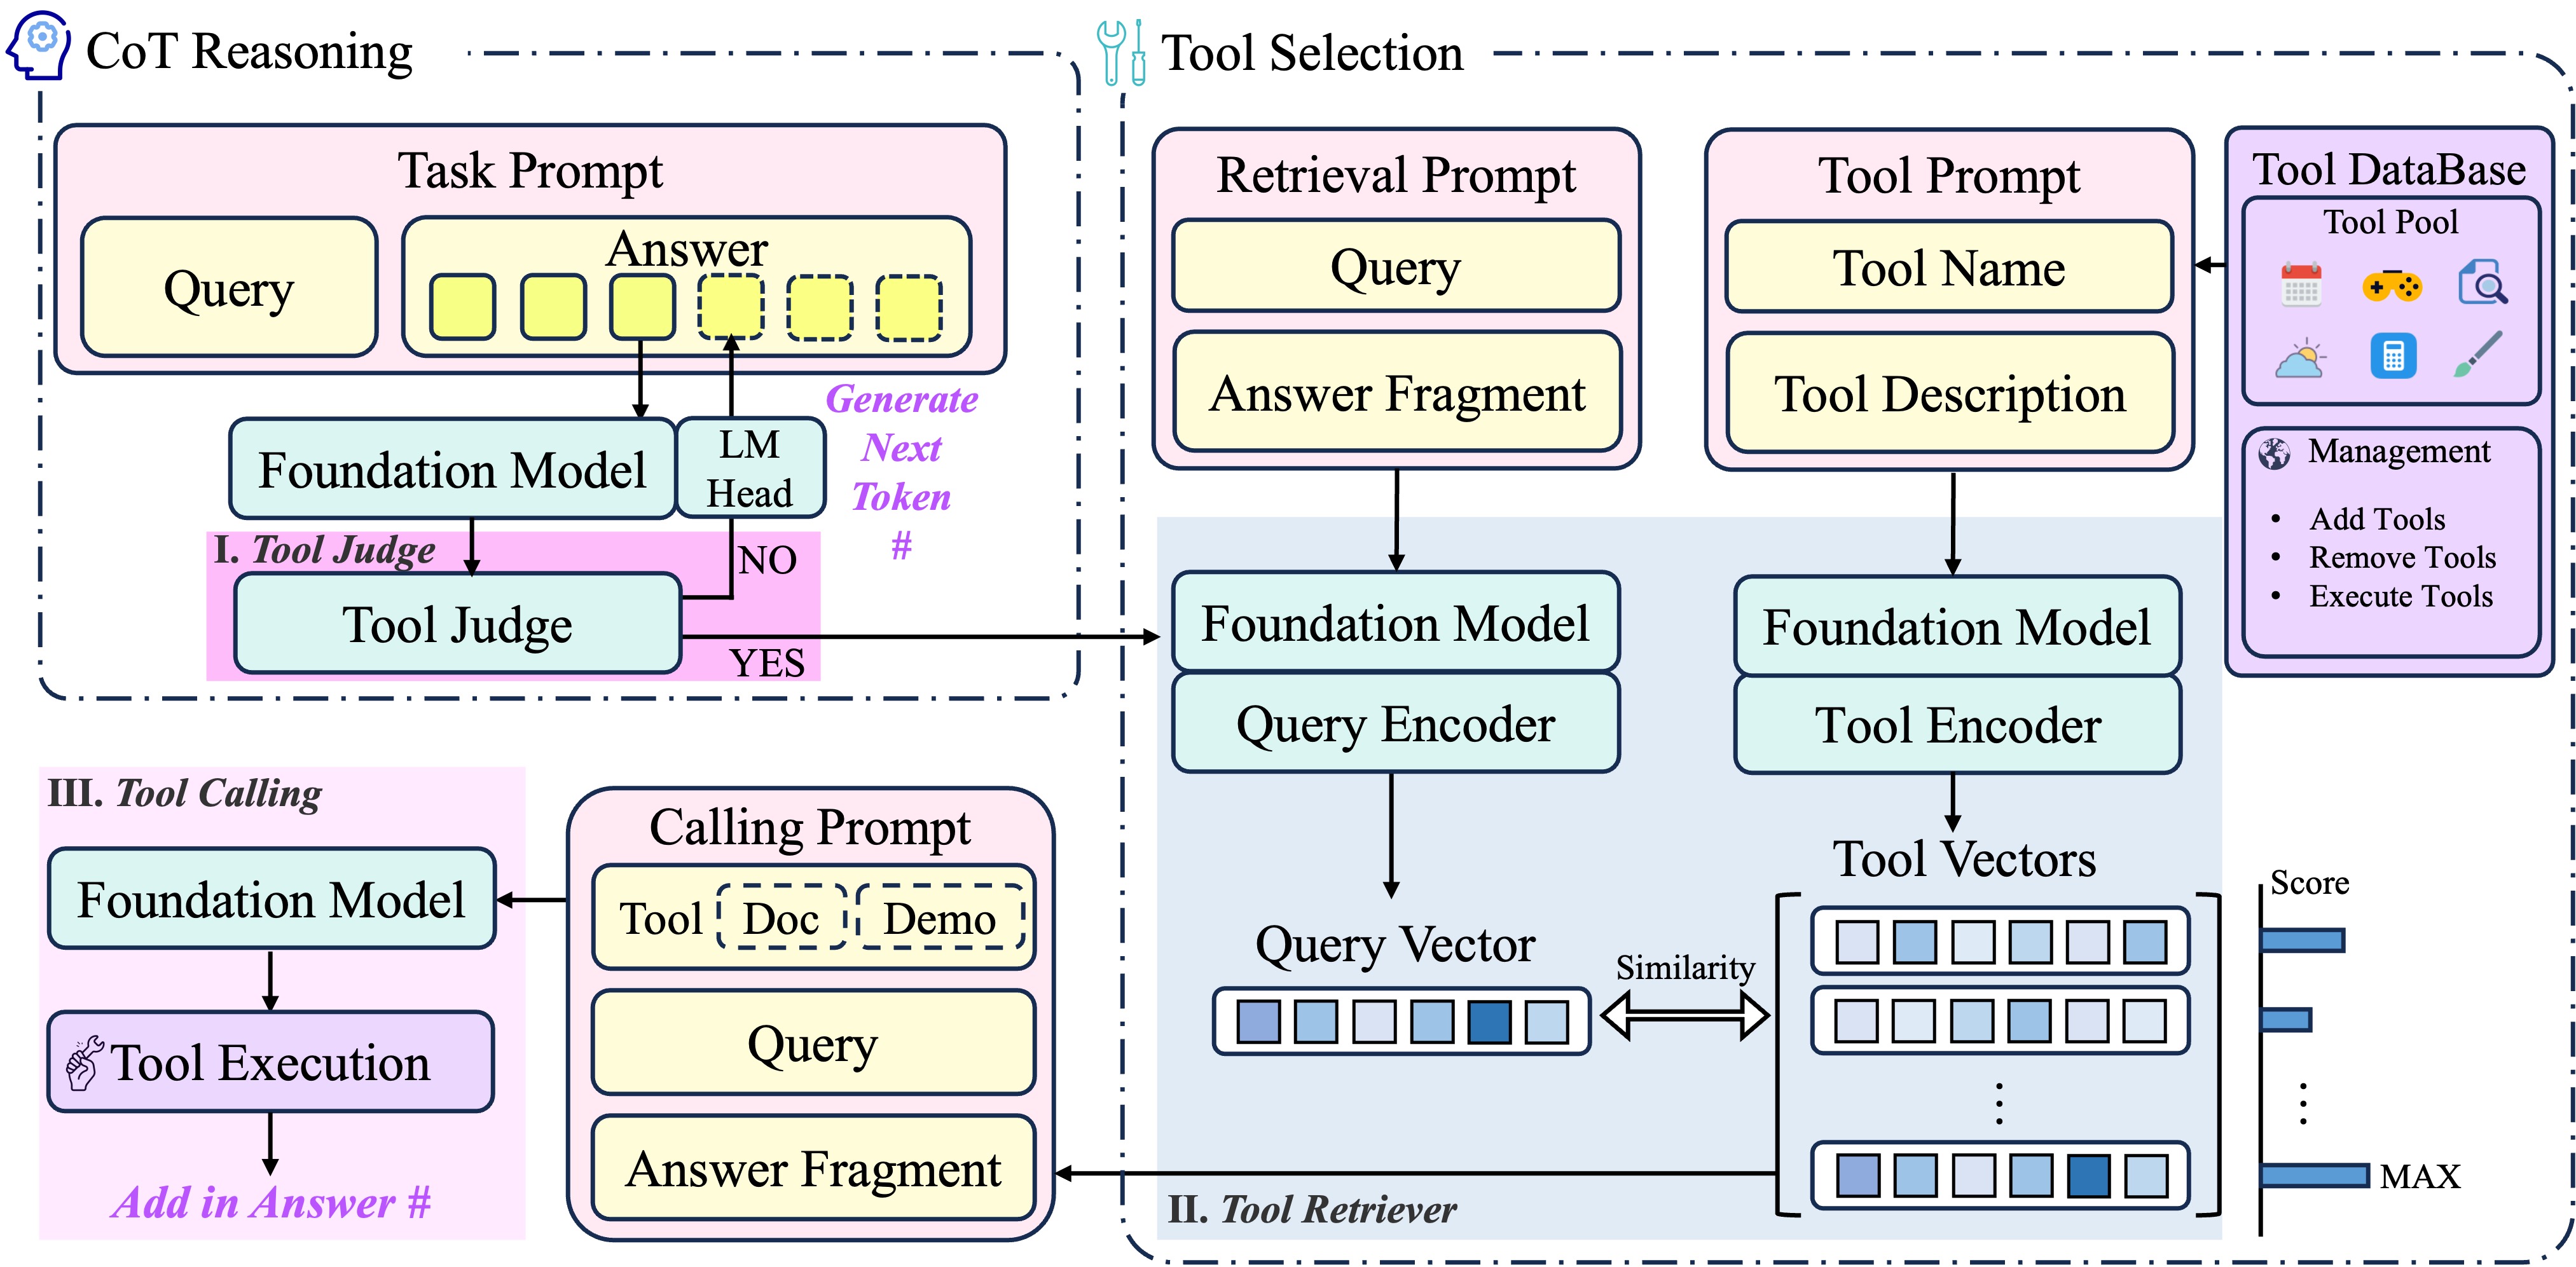 CoT Reasoning
Task Prompt
Query
Answer
Foundation Model
LM
Head
Generate
Next
Token
#
I. Tool Judge
NO
Tool Judge
YES
Tool Selection
Retrieval Prompt
Query
Answer Fragment
Tool Prompt
Tool Name
Tool Description
Tool DataBase
Tool Pool
Management
• Add Tools
• Remove Tools
• Execute Tools
Foundation Model
Query Encoder
Foundation Model
Tool Encoder
Query Vector
Similarity
Tool Vectors
Score
MAX
II. Tool Retriever
Calling Prompt
Tool Doc Demo
Query
Answer Fragment
III. Tool Calling
Foundation Model
Tool Execution
Add in Answer #